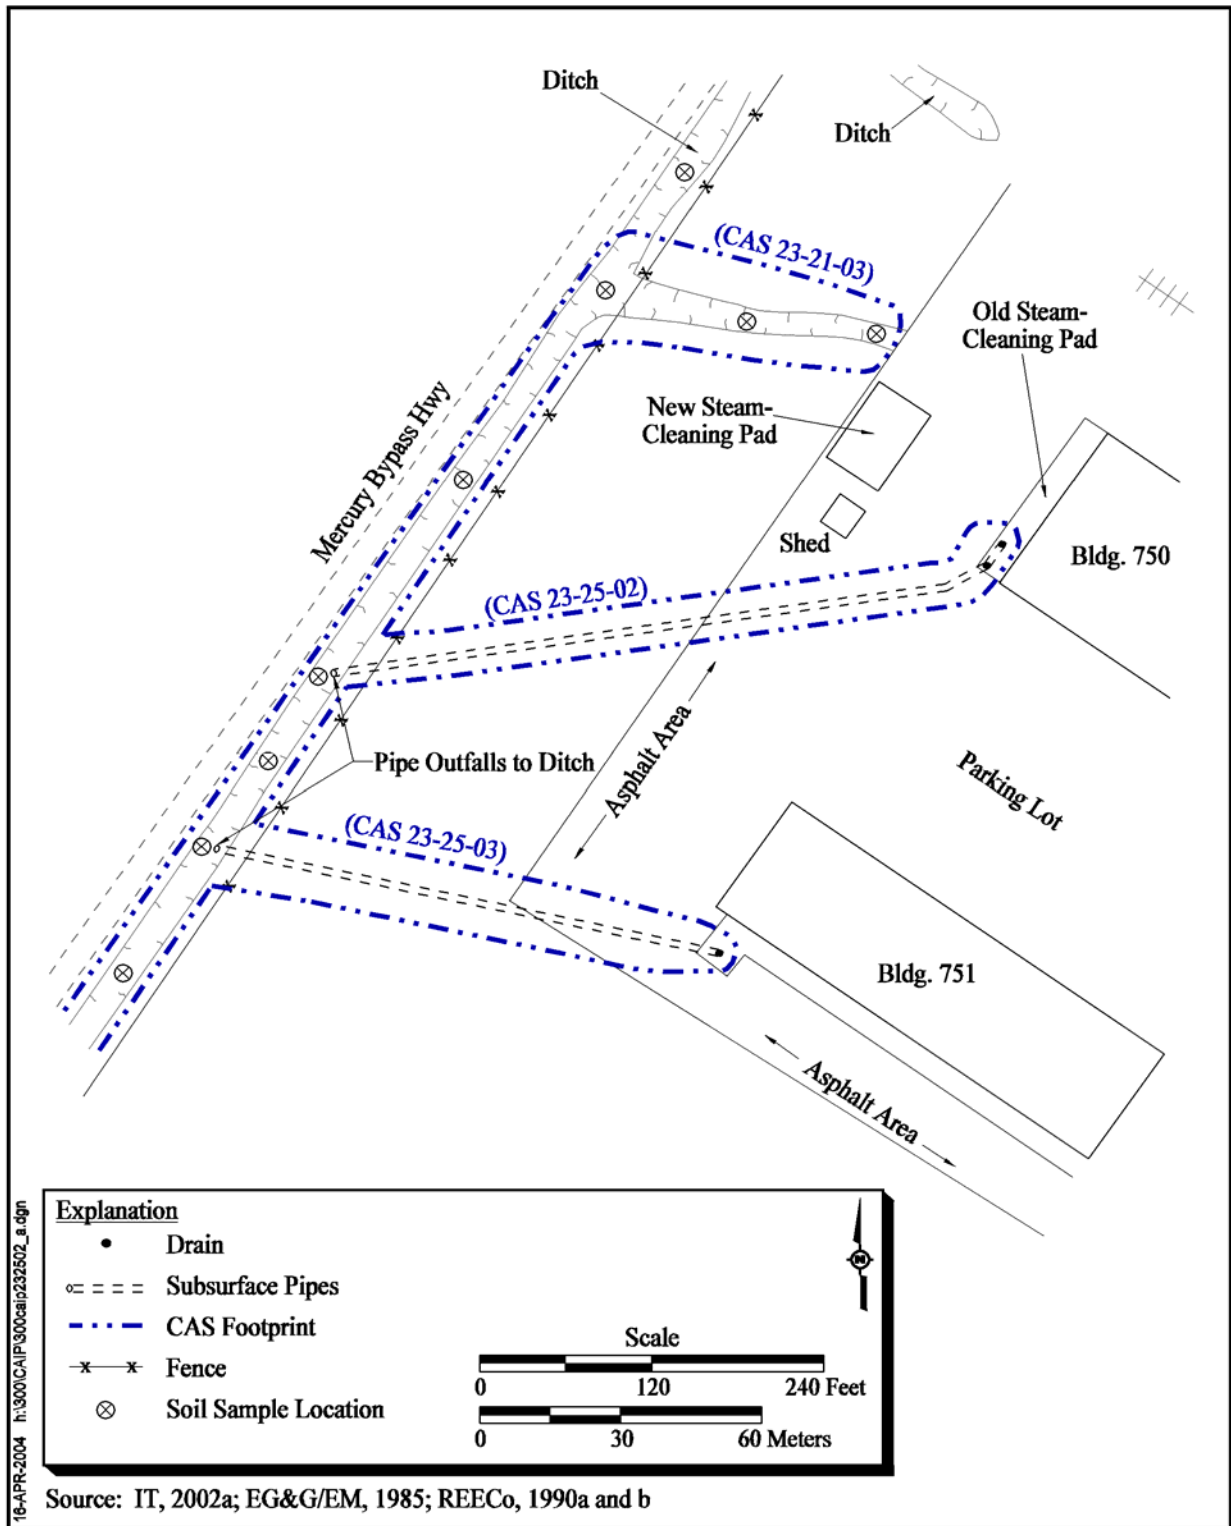 Ditch
Ditch
(CAS 23-21-03)
Old Steam-
Cleaning Pad
New Steam-
Cleaning Pad
Mercury Bypass Hwy
Shed
Bldg. 750
(CAS 23-25-02)
Asphalt Area
Pipe Outfalls to Ditch
Parking Lot
(CAS 23-25-03)
Bldg. 751
Asphalt Area
Explanation
Drain
Subsurface Pipes
CAS Footprint
x x Fence
Soil Sample Location
N
Scale
0 120 240 Feet
0 30 60 Meters
16-APR-2004 h:\300\CAIP\300caip232502_a.dgn
Source: IT, 2002a; EG&G/EM, 1985; REECo, 1990a and b